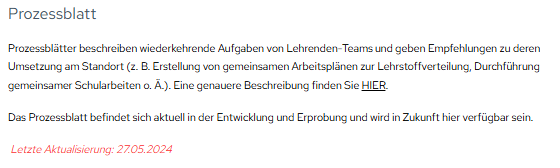 Prozessblatt
Prozessblätter beschreiben wiederkehrende Aufgaben von Lehrenden-Teams und geben Empfehlungen zu deren
Umsetzung am Standort (z. B. Erstellung von gemeinsamen Arbeitsplänen zur Lehrstoffverteilung, Durchführung
gemeinsamer Schularbeiten o. Ä.). Eine genauere Beschreibung finden Sie HIER.
Das Prozessblatt befindet sich aktuell in der Entwicklung und Erprobung und wird in Zukunft hier verfügbar sein.
Letzte Aktualisierung: 27.05.2024